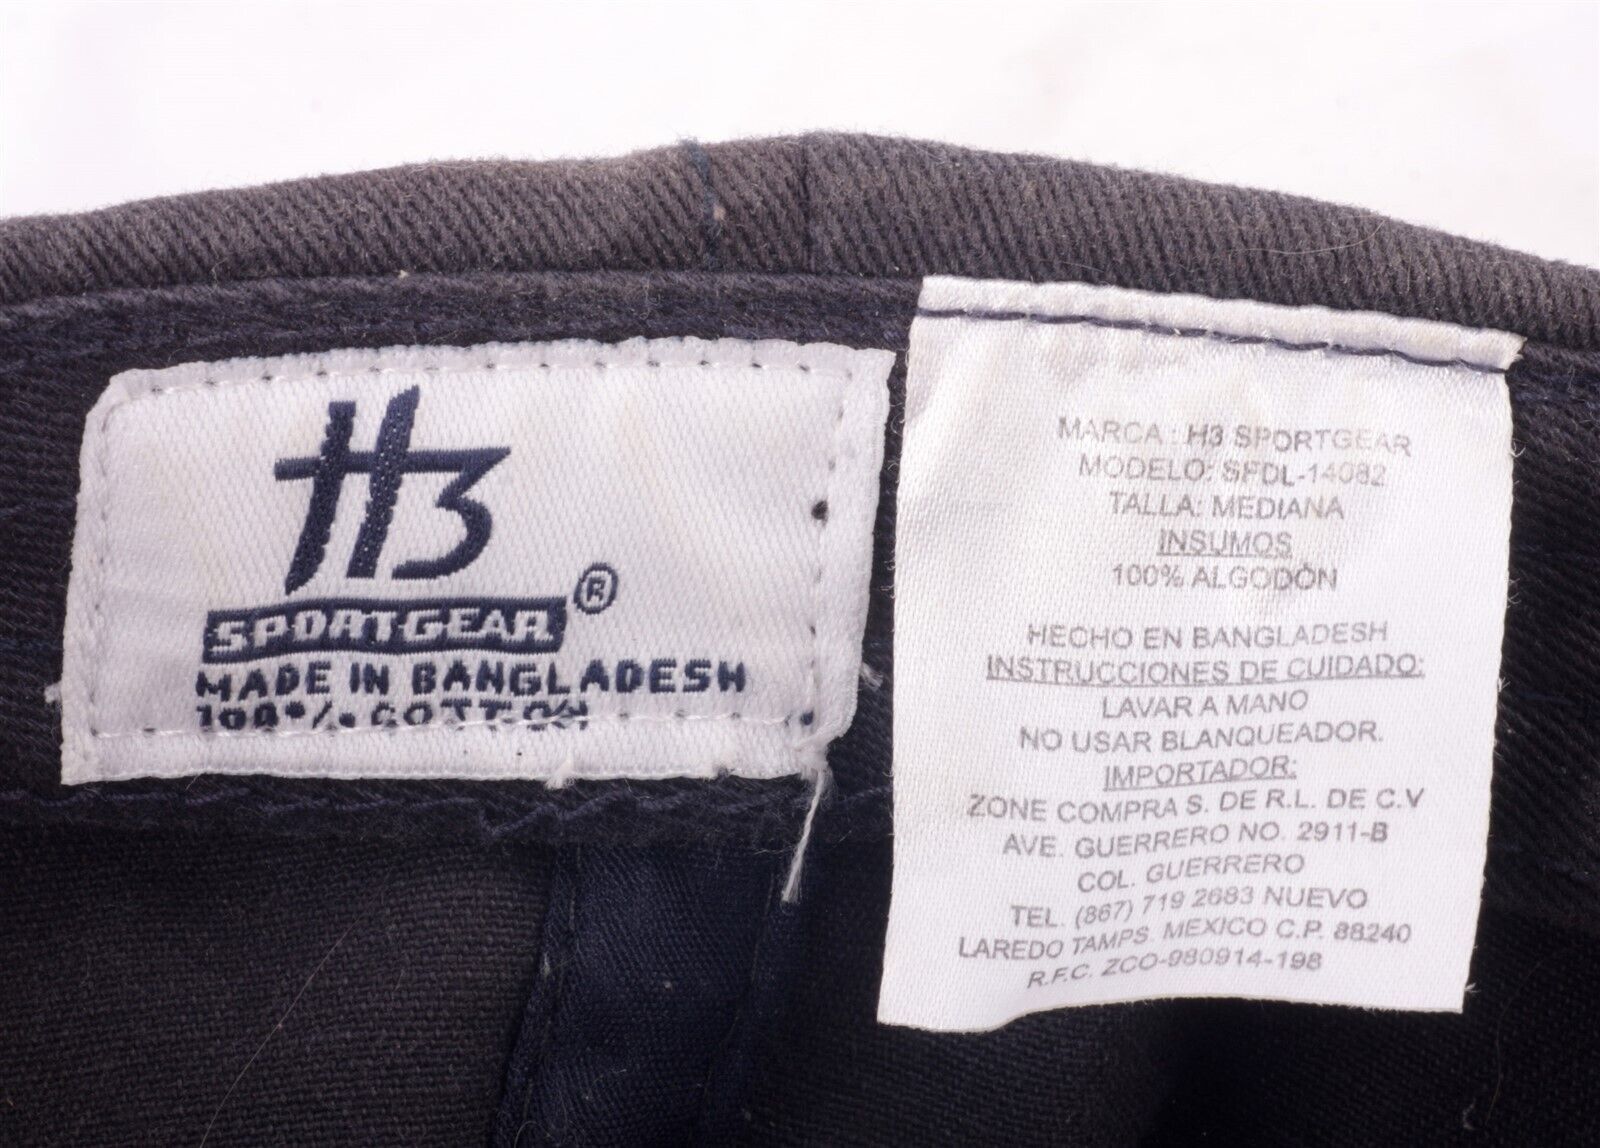 H3
SPORTGEAR ®
MADE IN BANGLADESH
100% COTTON
MARCA : H3 SPORTGEAR
MODELO: SFDL-14082
TALLA: MEDIANA
INSUMOS
100% ALGODÓN
HECHO EN BANGLADESH
INSTRUCCIONES DE CUIDADO:
LAVAR A MANO
NO USAR BLANQUEADOR.
IMPORTADOR:
ZONE COMPRA S. DE R.L. DE C.V
AVE. GUERRERO NO. 2911-B
COL. GUERRERO
TEL. (867) 719 2683 NUEVO
LAREDO TAMPS. MEXICO C.P. 88240
R.F.C. ZCO-980914-198